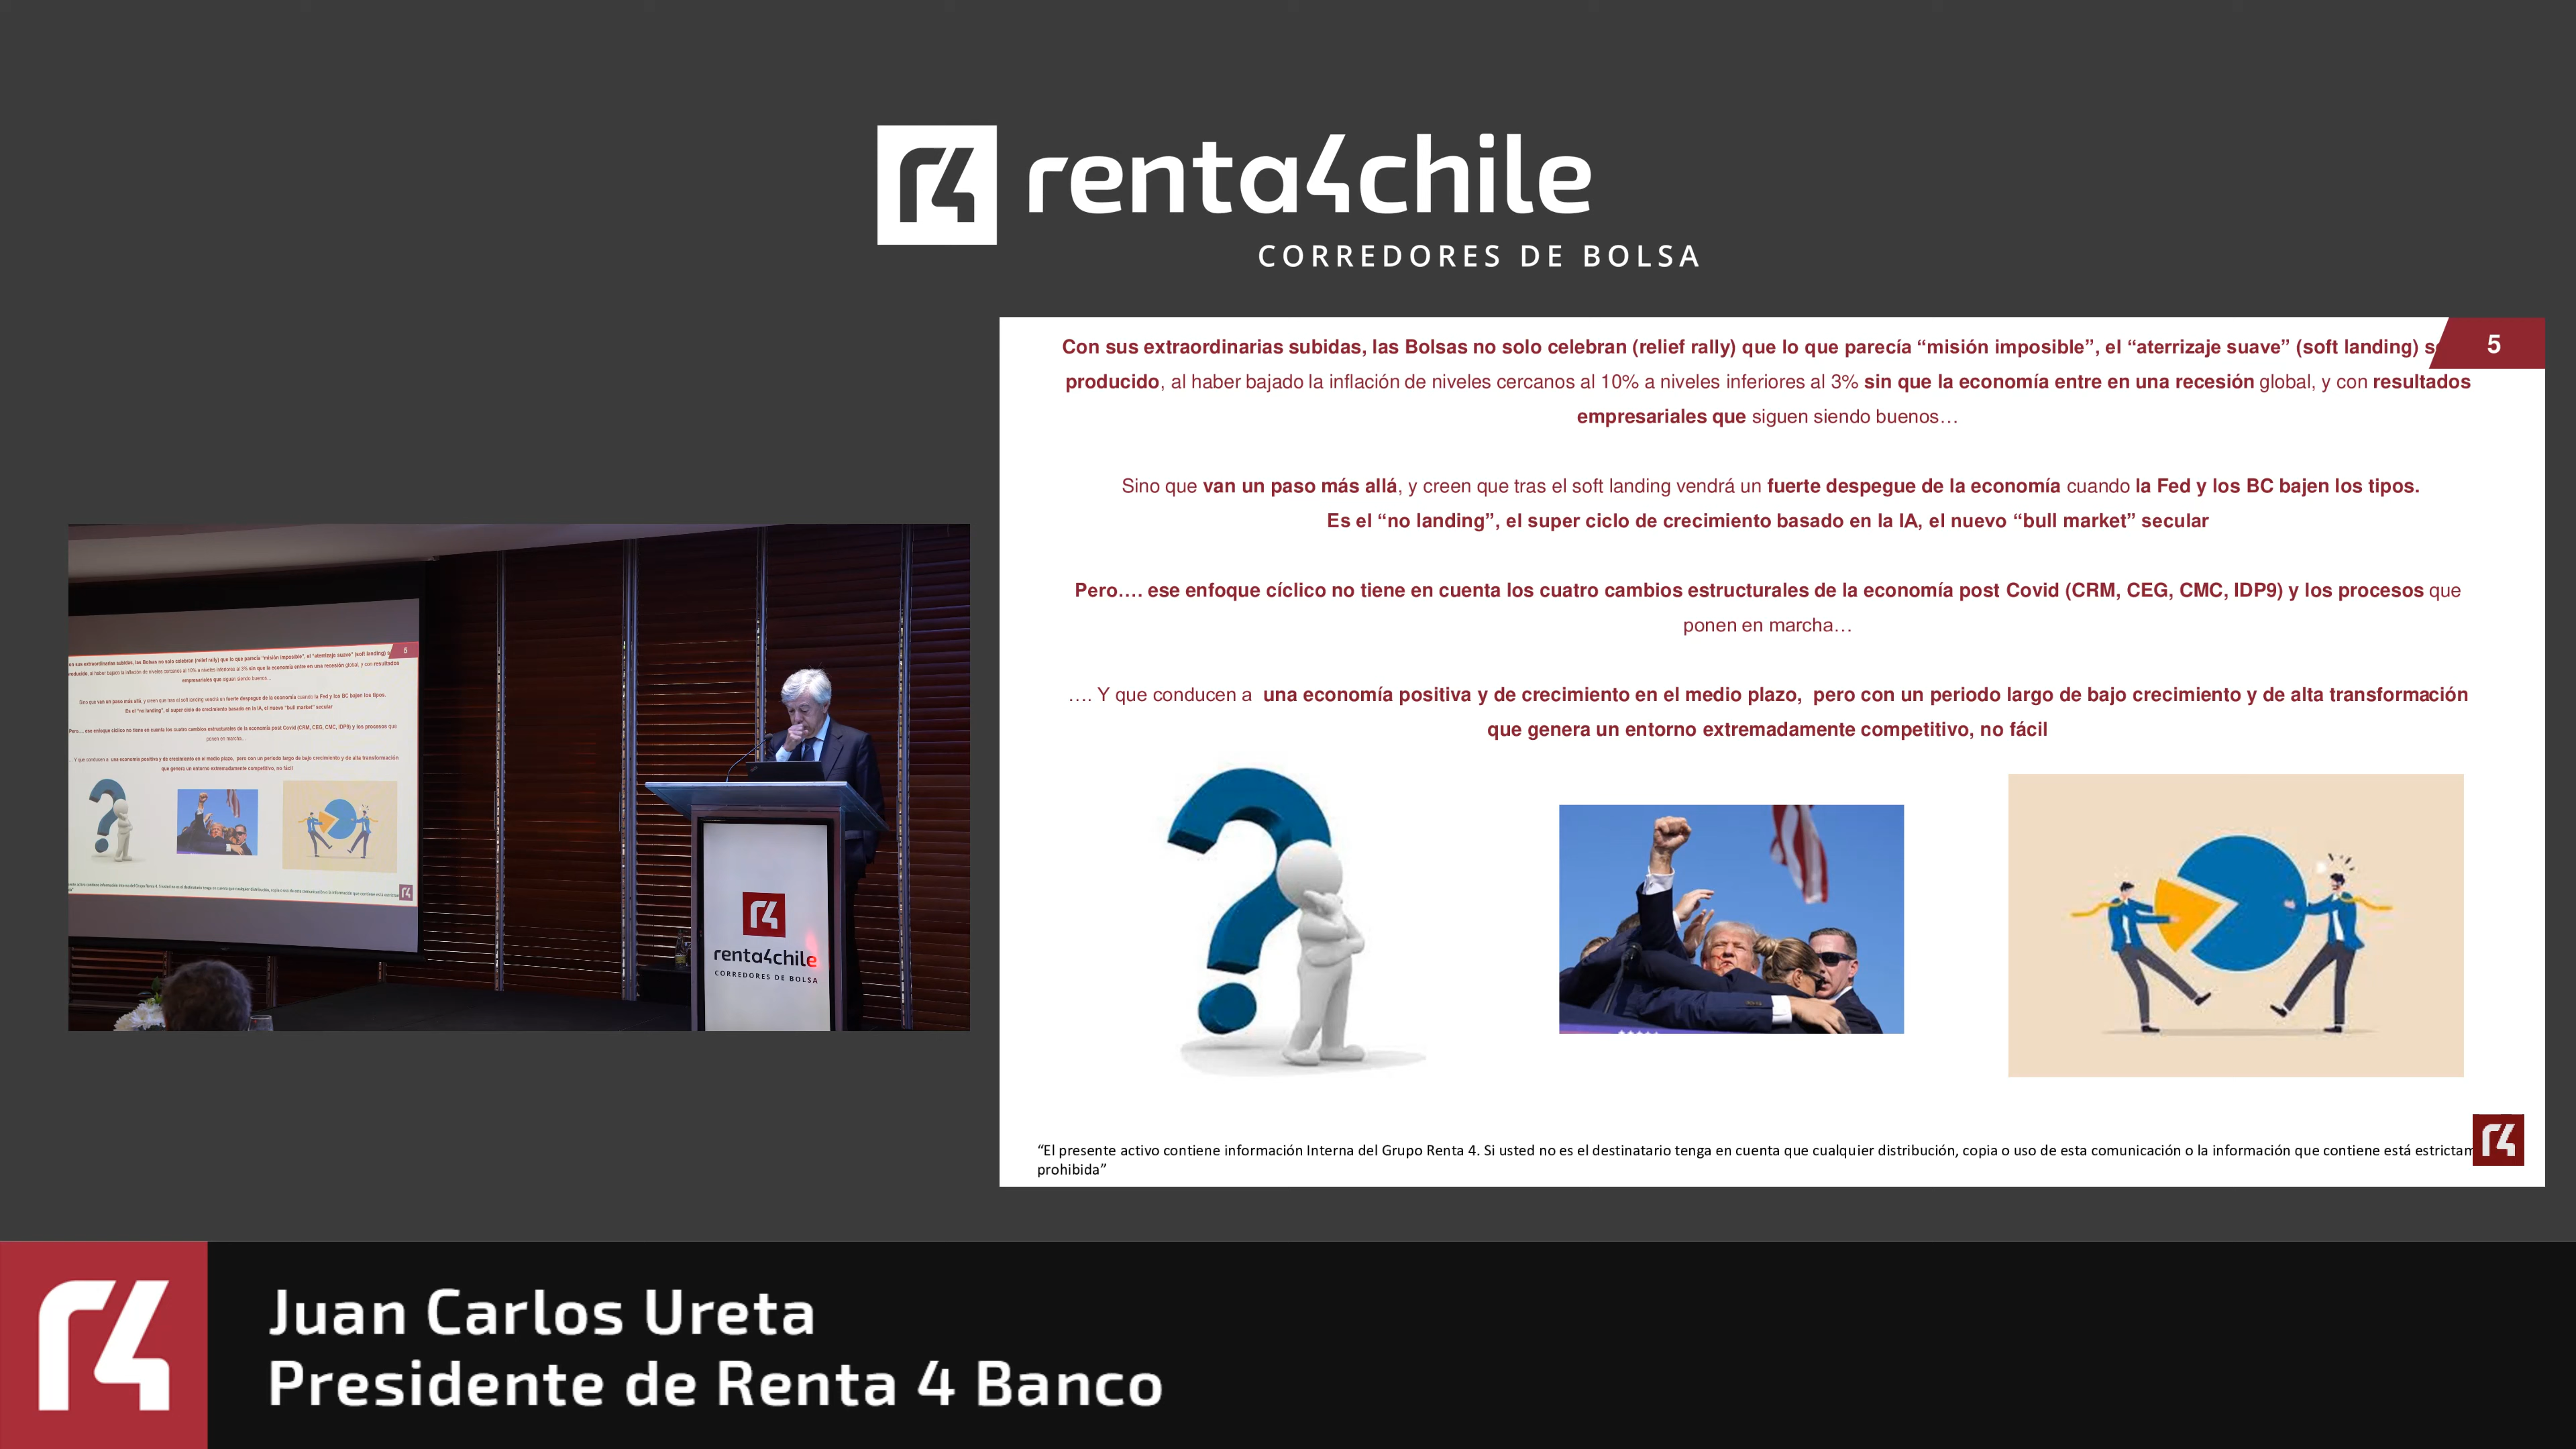 r4 renta4chile
CORREDORES DE BOLSA
5
Con sus extraordinarias subidas, las Bolsas no solo celebran (relief rally) que lo que parecía “misión imposible”, el “aterrizaje suave” (soft landing)
producido, al haber bajado la inflación de niveles cercanos al 10% a niveles inferiores al 3% sin que la economía entre en una recesión global, y con resultados
empresariales que siguen siendo buenos…
Sino que van un paso más allá, y creen que tras el soft landing vendrá un fuerte despegue de la economía cuando la Fed y los BC bajen los tipos.
Es el “no landing”, el super ciclo de crecimiento basado en la IA, el nuevo “bull market” secular
Pero…. ese enfoque cíclico no tiene en cuenta los cuatro cambios estructurales de la economía post Covid (CRM, CEG, CMC, IDP9) y los procesos que
ponen en marcha…
…. Y que conducen a una economía positiva y de crecimiento en el medio plazo, pero con un periodo largo de bajo crecimiento y de alta transformación
que genera un entorno extremadamente competitivo, no fácil
“El presente activo contiene información Interna del Grupo Renta 4. Si usted no es el destinatario tenga en cuenta que cualquier distribución, copia o uso de esta comunicación o la información que contiene está
prohibida”
r4
r4
renta4chile
CORREDORES DE BOLSA
r4
Juan Carlos Ureta
Presidente de Renta 4 Banco